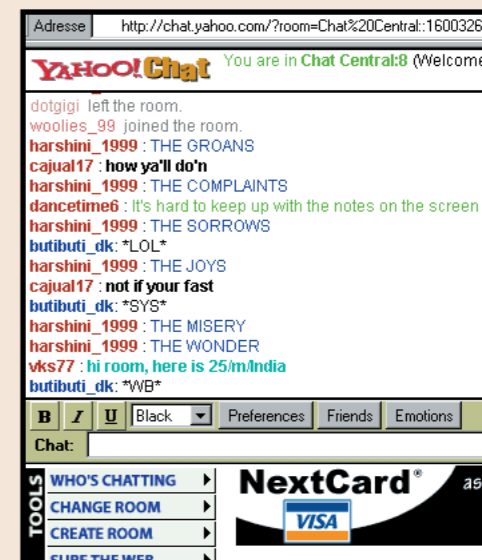 Adresse http://chat.yahoo.com/?room=Chat%20Central::1600326
YAHOO! Chat You are in Chat Central:8 (Welcome
dotgigi left the room.
woolies_99 joined the room.
harshini_1999 : THE GROANS
cajual17 : how ya'll do'n
harshini_1999 : THE COMPLAINTS
dancetime6 : It's hard to keep up with the notes on the screen
harshini_1999 : THE SORROWS
butibuti_dk: *LOL*
harshini_1999 : THE JOYS
cajual17 : not if your fast
butibuti_dk: *SYS*
harshini_1999 : THE MISERY
harshini_1999 : THE WONDER
vks77 : hi room, here is 25/m/India
butibuti_dk: *WB*
B I U Black Preferences Friends Emotions
Chat:
TOOLS
WHO'S CHATTING
CHANGE ROOM
CREATE ROOM
SURF THE WEB
NextCard® as
VISA